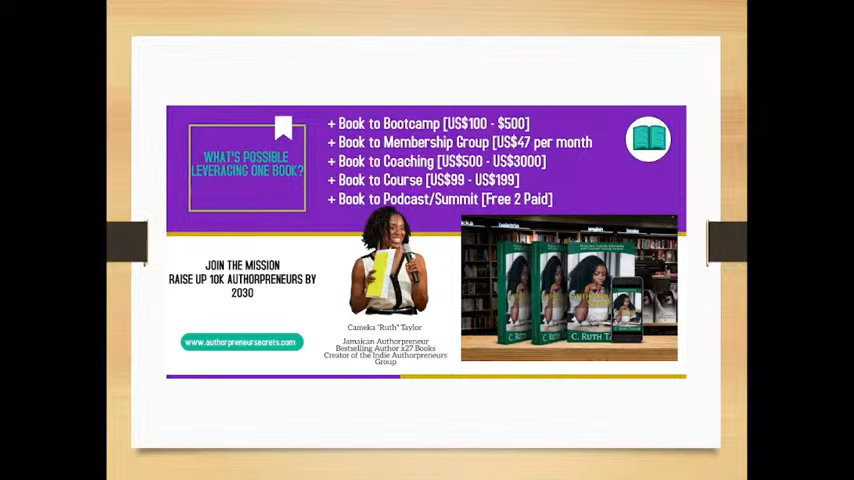 WHAT'S POSSIBLE
LEVERAGING ONE BOOK?
+ Book to Bootcamp [US$100 - $500]
+ Book to Membership Group [US$47 per month
+ Book to Coaching [US$500 - US$3000]
+ Book to Course [US$99 - US$199]
+ Book to Podcast/Summit [Free 2 Paid]
JOIN THE MISSION
RAISE UP 10K AUTHORPRENEURS BY
2030
www.authorpreneursecrets.com
Cameka "Ruth" Taylor
Jamaican Authorpreneur
Bestselling Author x27 Books
Creator of the Indie Authorpreneurs
Group
C. RUTH TA